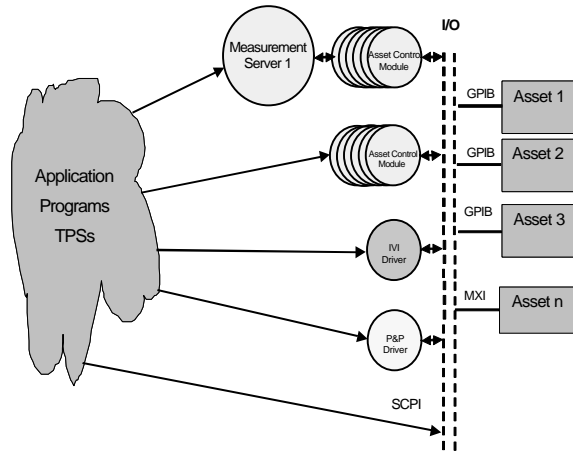 I/O
Measurement
Server 1
Asset Control
Module
GPIB
Asset 1
Asset Control
Module
GPIB
Asset 2
Application
Programs
TPSs
GPIB
Asset 3
IVI
Driver
MXI
Asset n
P&P
Driver
SCPI